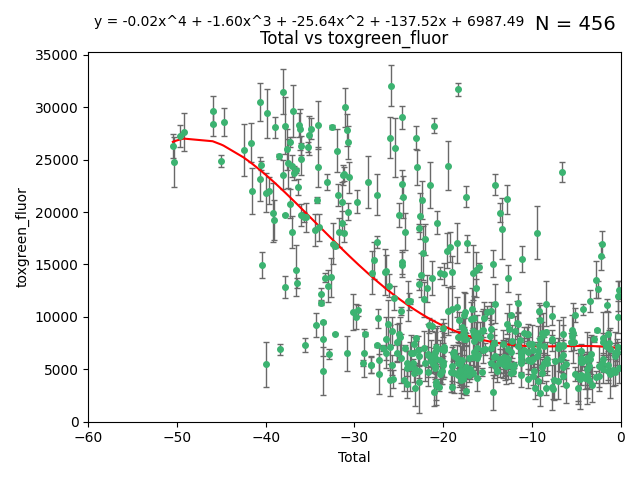 y = -0.02x^4 + -1.60x^3 + -25.64x^2 + -137.52x + 6987.49 N = 456
Total vs toxgreen_fluor
35000
30000
25000
20000
15000
10000
5000
0
toxgreen_fluor
−60 −50 −40 −30 −20 −10 0
Total